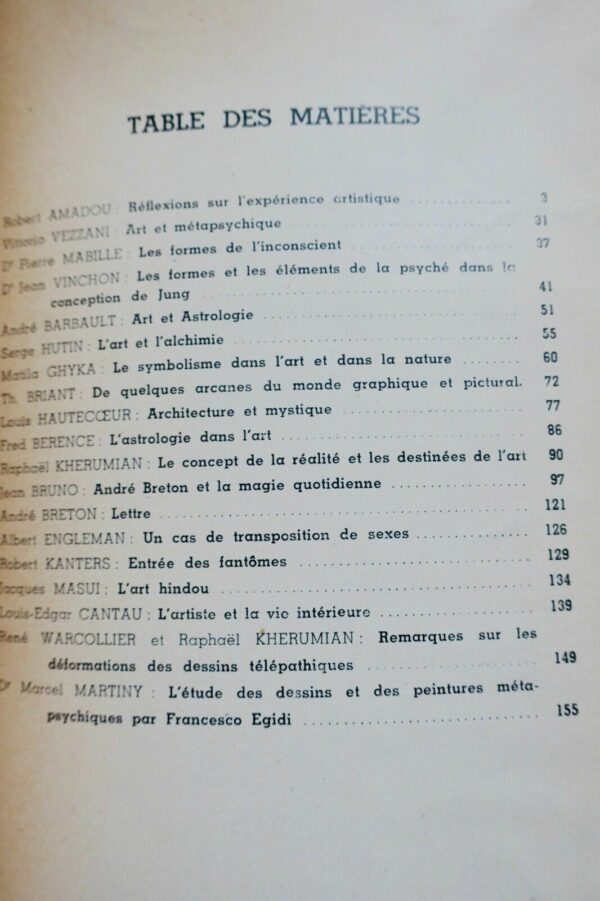 TABLE DES MATIÈRES
Robert AMADOU : Réflexions sur l'expérience artistique 3
Vittorio VEZZANI : Art et métapsychique 31
Dr Pierre MABILLE : Les formes de l'inconscient 37
Dr Jean VINCHON : Les formes et les éléments de la psyché dans la
conception de Jung 41
André BARBAULT : Art et Astrologie 51
Serge HUTIN : L'art et l'alchimie 55
Matila GHYKA : Le symbolisme dans l'art et dans la nature 60
Th. BRIANT : De quelques arcanes du monde graphique et pictural. 72
Louis HAUTECŒUR : Architecture et mystique 77
Fred BERENCE : L'astrologie dans l'art 86
Raphaël KHERUMIAN : Le concept de la réalité et les destinées de l'art 90
Jean BRUNO : André Breton et la magie quotidienne 97
André BRETON : Lettre 121
Albert ENGLEMAN : Un cas de transposition de sexes 126
Robert KANTERS : Entrée des fantômes 129
Jacques MASUI : L'art hindou 134
Louis-Edgar CANTAU : L'artiste et la vie intérieure 139
René WARCOLLIER et Raphaël KHERUMIAN : Remarques sur les
déformations des dessins télépathiques 149
Dr Marcel MARTINY : L'étude des dessins et des peintures méta-
psychiques par Francesco Egidi 155